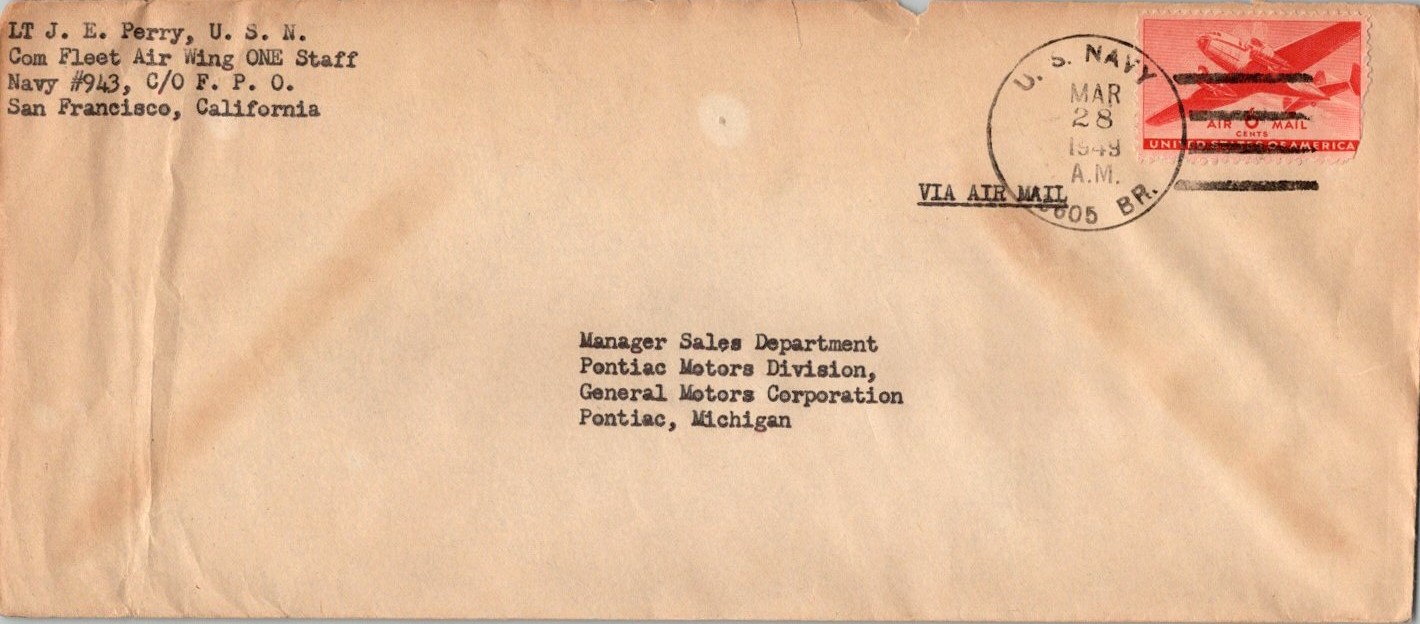 LT J. E. Perry, U. S. N.
Com Fleet Air Wing ONE Staff
Navy #943, C/O F. P. O.
San Francisco, California
U. S. NAVY
MAR
28
1949
A.M.
BR.
AIR 6 MAIL
CENTS
UNITED STATES OF AMERICA
VIA AIR MAIL
Manager Sales Department
Pontiac Motors Division,
General Motors Corporation
Pontiac, Michigan